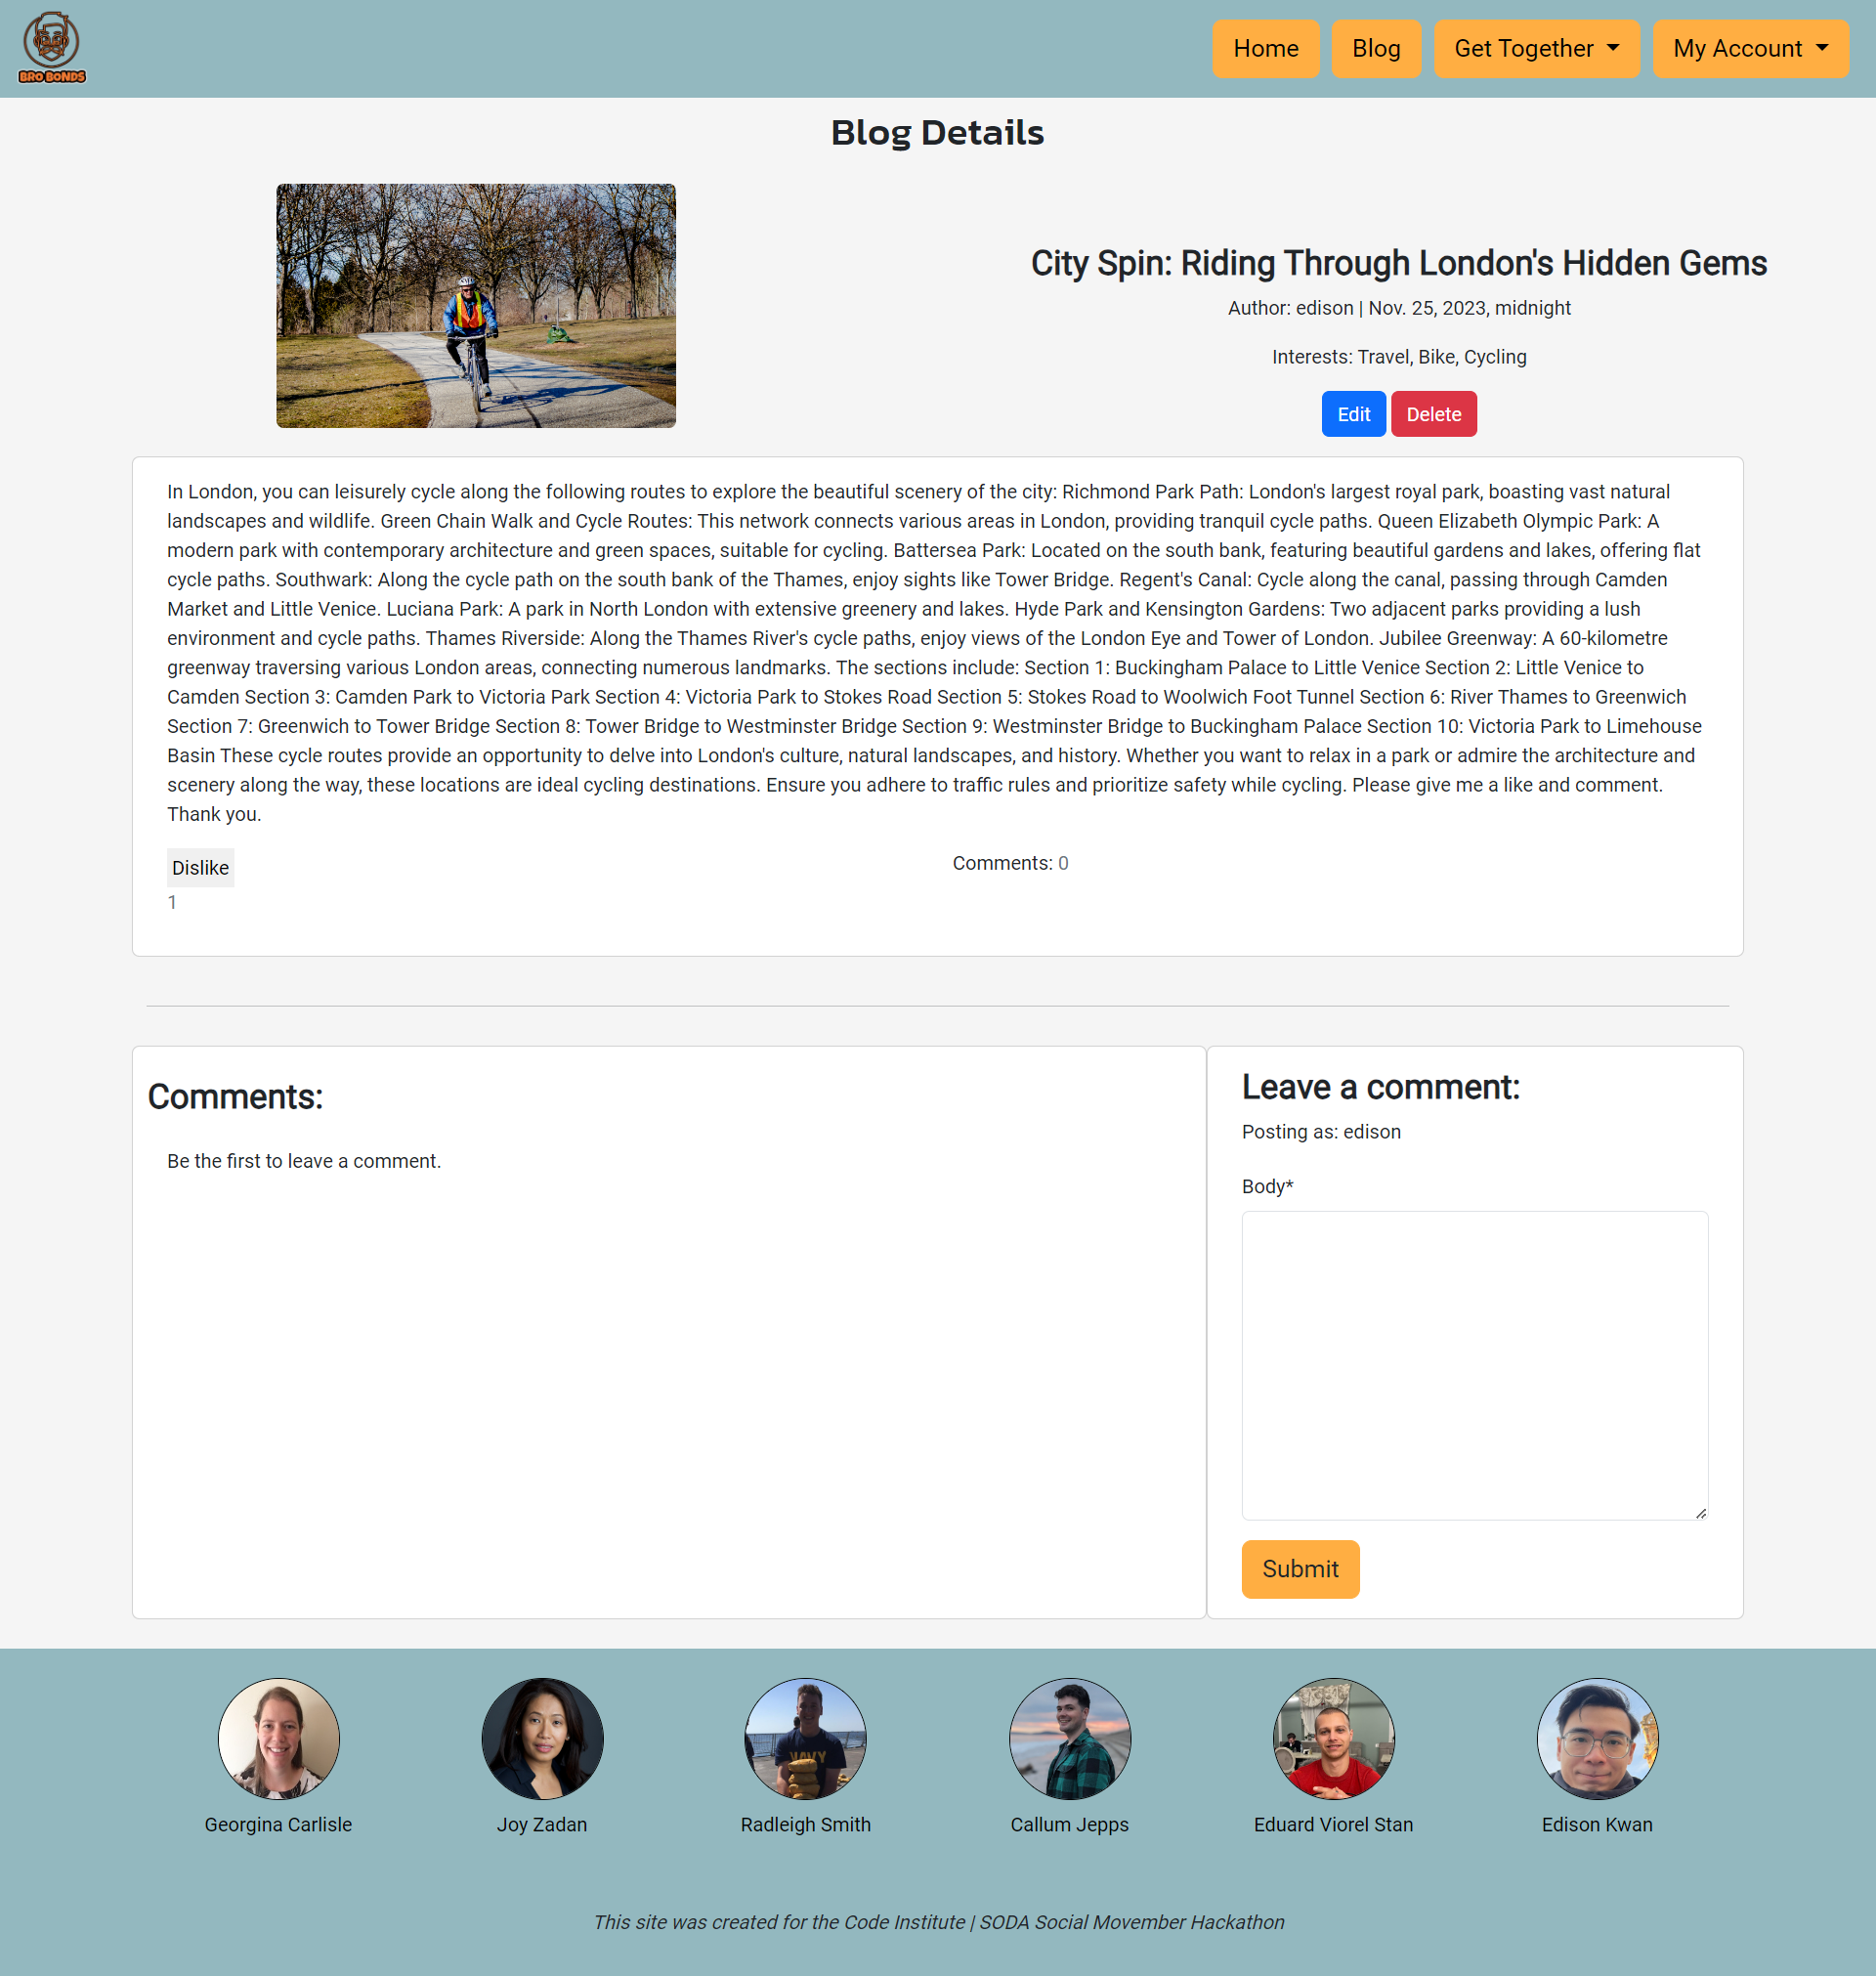 BRO BONDS
Home
Blog
Get Together
My Account
Blog Details
City Spin: Riding Through London's Hidden Gems
Author: edison | Nov. 25, 2023, midnight
Interests: Travel, Bike, Cycling
Edit
Delete
In London, you can leisurely cycle along the following routes to explore the beautiful scenery of the city: Richmond Park Path: London's largest royal park, boasting vast natural
landscapes and wildlife. Green Chain Walk and Cycle Routes: This network connects various areas in London, providing tranquil cycle paths. Queen Elizabeth Olympic Park: A
modern park with contemporary architecture and green spaces, suitable for cycling. Battersea Park: Located on the south bank, featuring beautiful gardens and lakes, offering flat
cycle paths. Southwark: Along the cycle path on the south bank of the Thames, enjoy sights like Tower Bridge. Regent's Canal: Cycle along the canal, passing through Camden
Market and Little Venice. Luciana Park: A park in North London with extensive greenery and lakes. Hyde Park and Kensington Gardens: Two adjacent parks providing a lush
environment and cycle paths. Thames Riverside: Along the Thames River's cycle paths, enjoy views of the London Eye and Tower of London. Jubilee Greenway: A 60-kilometre
greenway traversing various London areas, connecting numerous landmarks. The sections include: Section 1: Buckingham Palace to Little Venice Section 2: Little Venice to
Camden Section 3: Camden Park to Victoria Park Section 4: Victoria Park to Stokes Road Section 5: Stokes Road to Woolwich Foot Tunnel Section 6: River Thames to Greenwich
Section 7: Greenwich to Tower Bridge Section 8: Tower Bridge to Westminster Bridge Section 9: Westminster Bridge to Buckingham Palace Section 10: Victoria Park to Limehouse
Basin These cycle routes provide an opportunity to delve into London's culture, natural landscapes, and history. Whether you want to relax in a park or admire the architecture and
scenery along the way, these locations are ideal cycling destinations. Ensure you adhere to traffic rules and prioritize safety while cycling. Please give me a like and comment.
Thank you.
Dislike
1
Comments: 0
Comments:
Be the first to leave a comment.
Leave a comment:
Posting as: edison
Body*
Submit
NAVY
Georgina Carlisle
Joy Zadan
Radleigh Smith
Callum Jepps
Eduard Viorel Stan
Edison Kwan
This site was created for the Code Institute | SODA Social Movember Hackathon